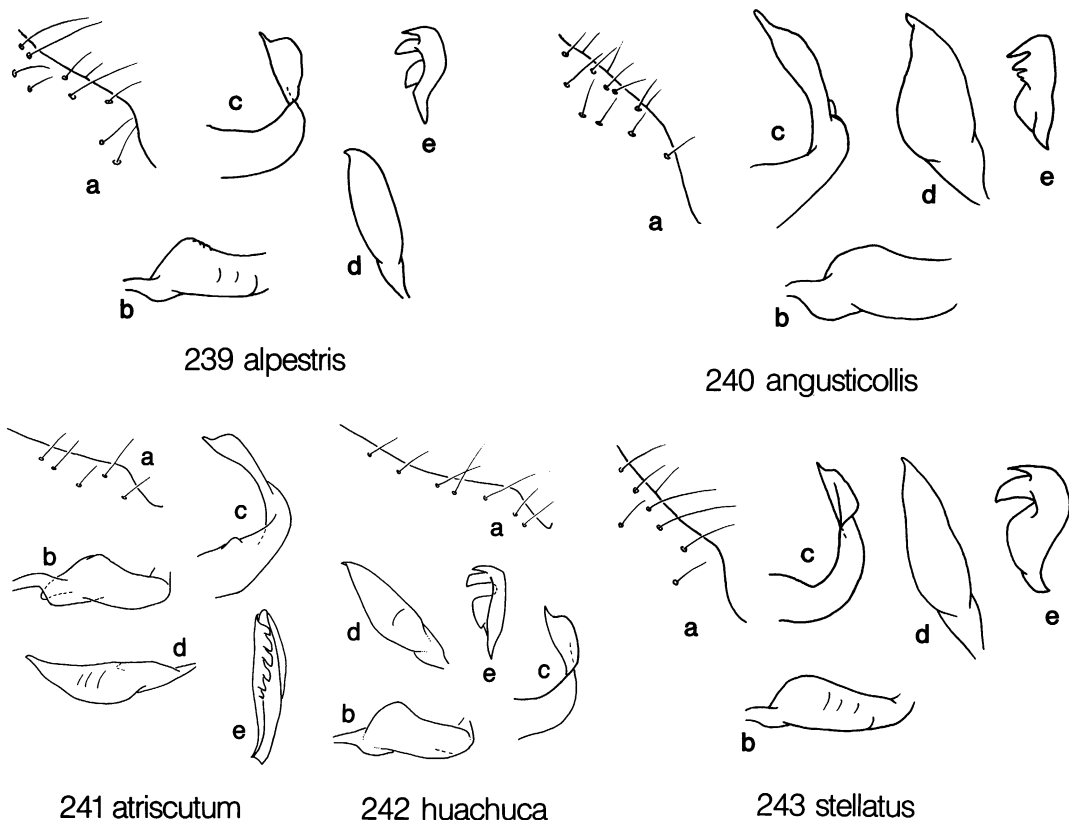 a
b
c
d
e
239 alpestris
a
b
c
d
e
240 angusticollis
a
b
c
d
e
241 atriscutum
a
b
c
d
e
242 huachuca
a
b
c
d
e
243 stellatus